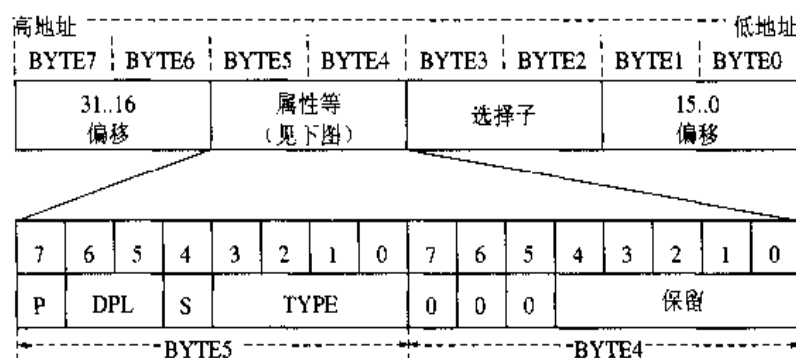 高地址 低地址
BYTE7 BYTE6 BYTE5 BYTE4 BYTE3 BYTE2 BYTE1 BYTE0
31..16 属性等 选择子 15..0
偏移 (见下图) 偏移
7 6 5 4 3 2 1 0 7 6 5 4 3 2 1 0
P DPL S TYPE 0 0 0 保留
BYTE5 BYTE4